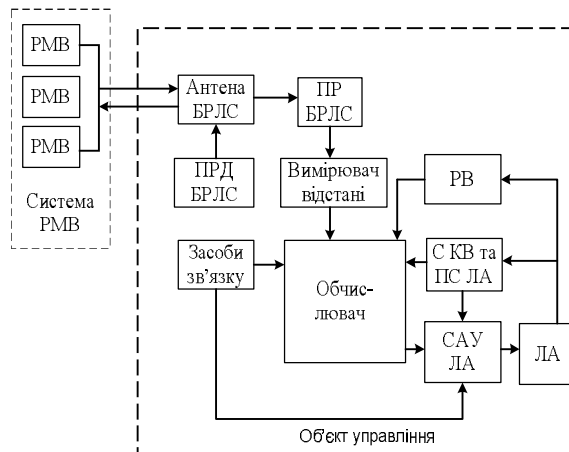 РМВ
РМВ
РМВ
Система
РМВ
Антена
БРЛС
ПР
БРЛС
ПРД
БРЛС
Вимірювач
відстані
РВ
Засоби
зв’язку
Обчис-
лювач
С КВ та
ПС ЛА
САУ
ЛА
ЛА
Об'єкт управління